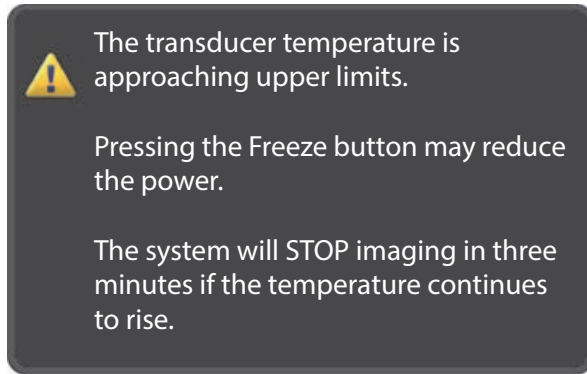 The transducer temperature is
approaching upper limits.
Pressing the Freeze button may reduce
the power.
The system will STOP imaging in three
minutes if the temperature continues
to rise.